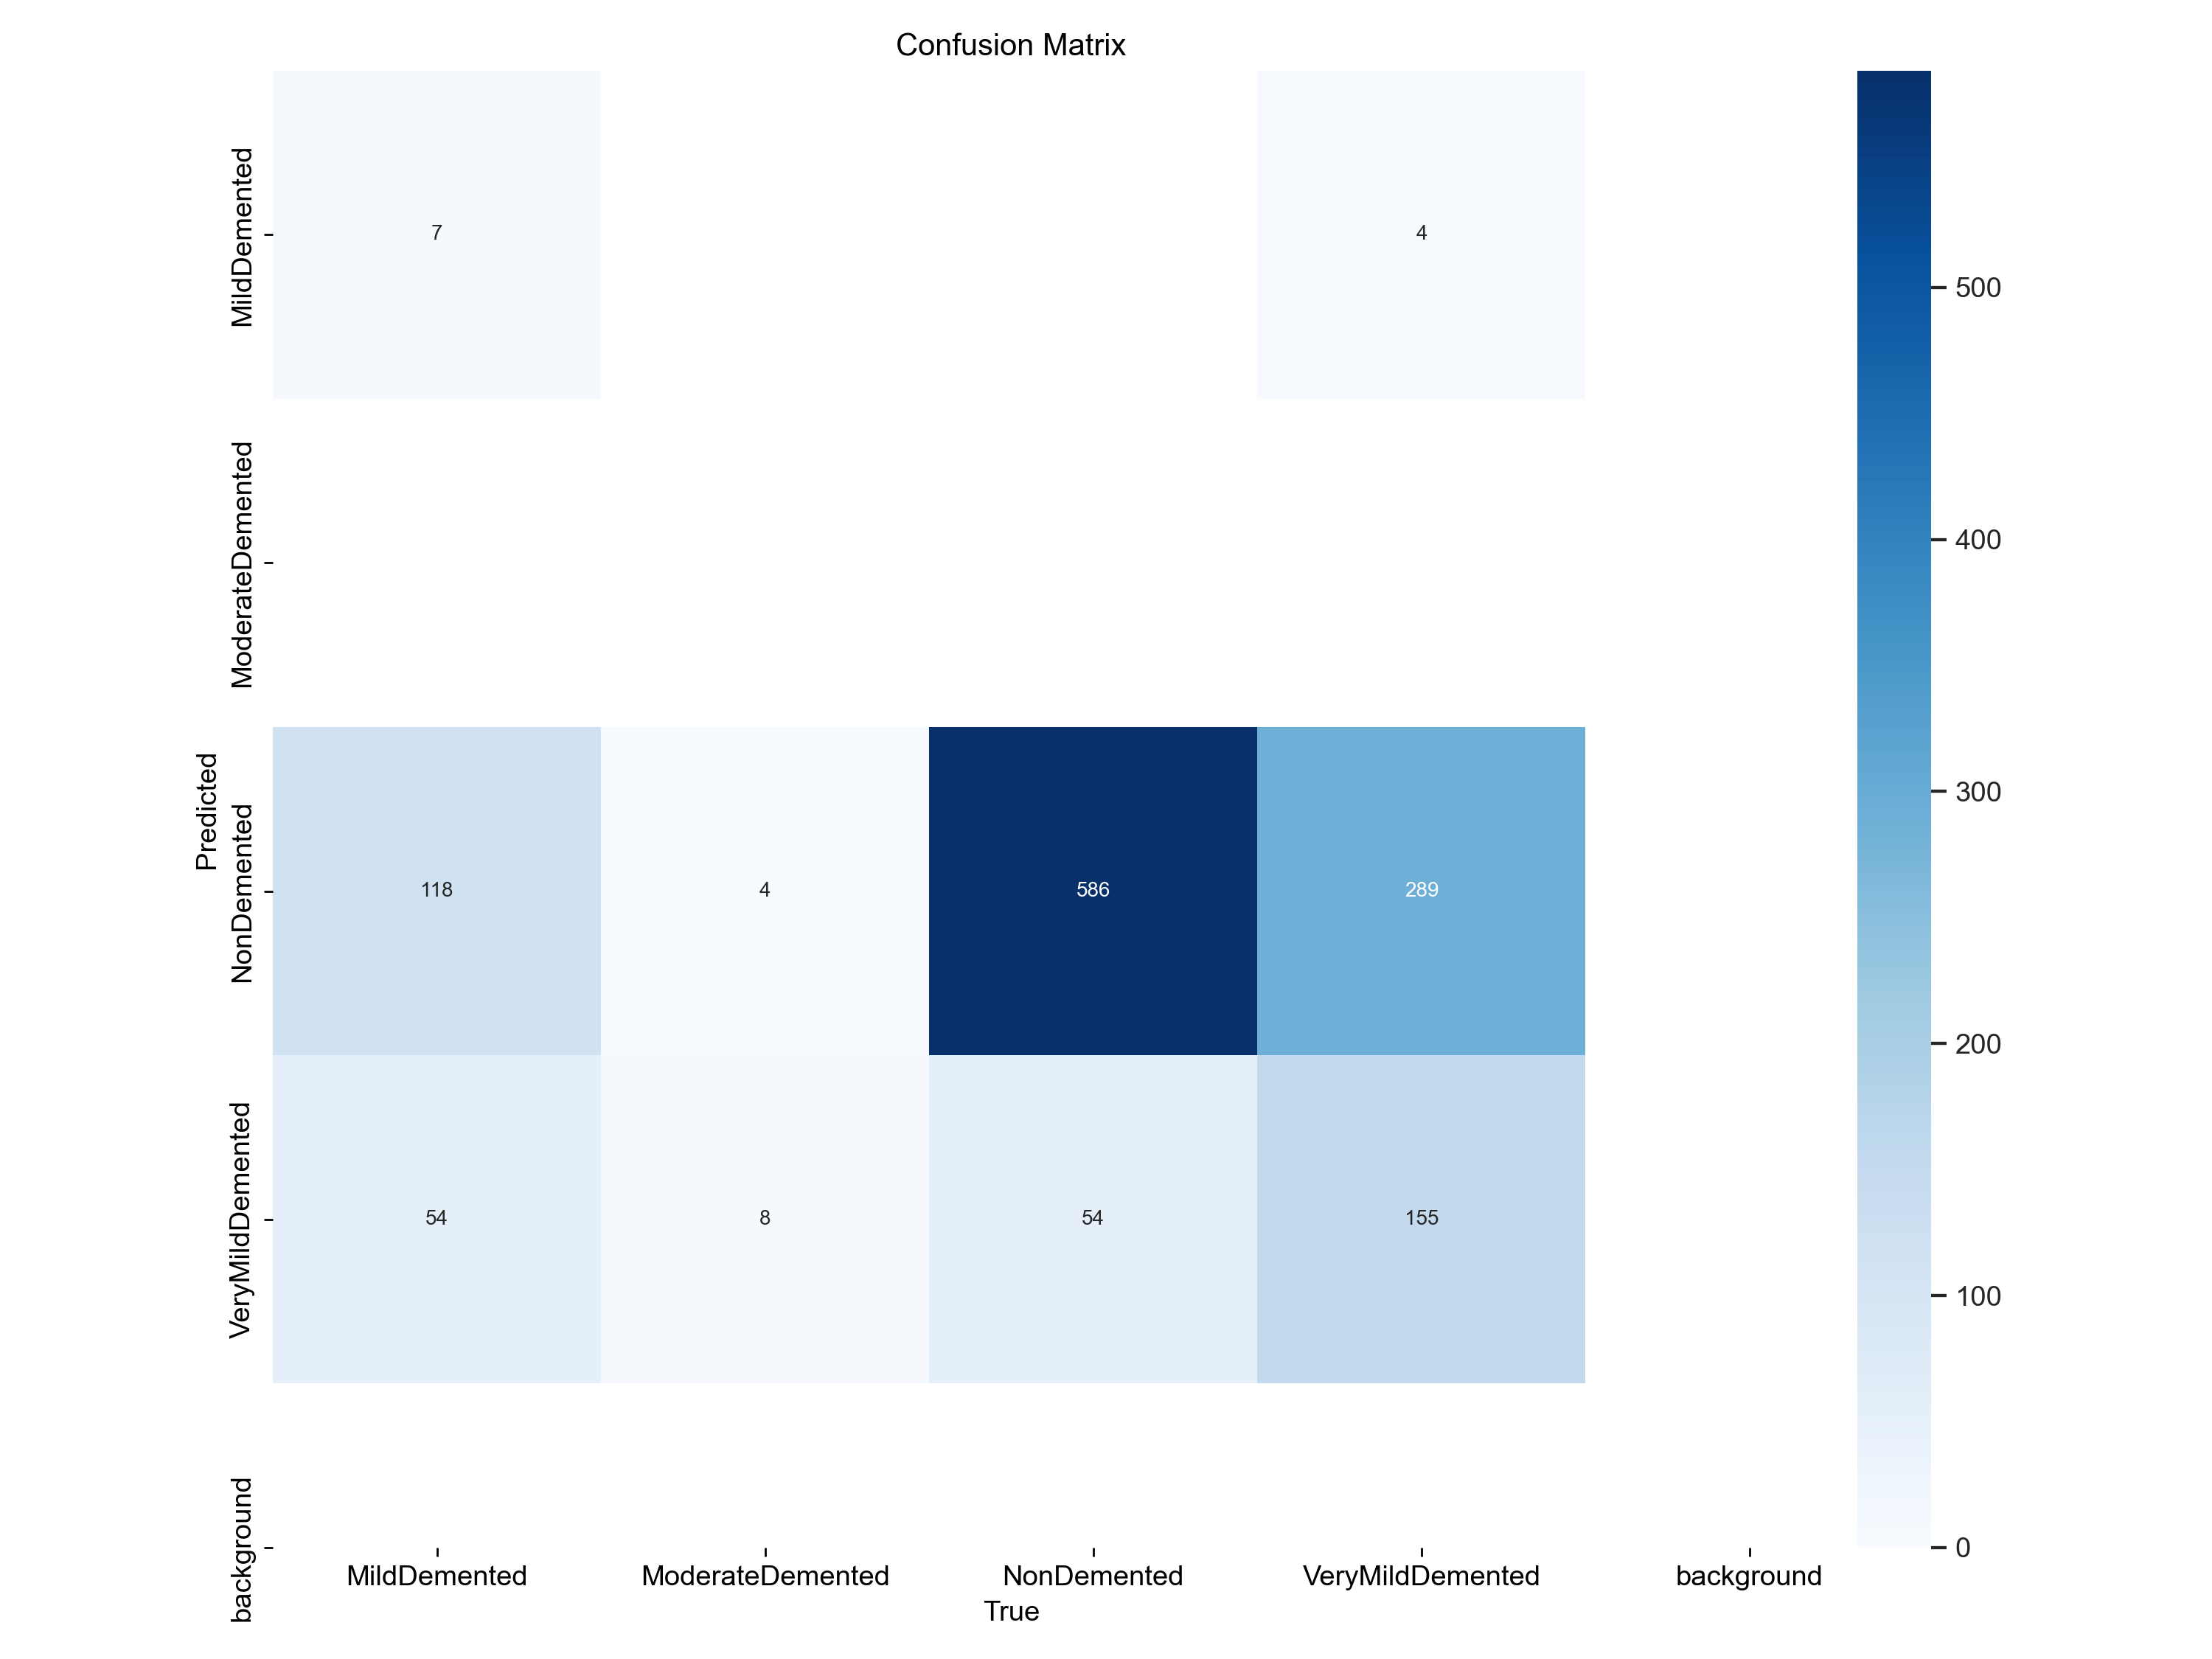 Confusion Matrix
MildDemented
7
4
ModerateDemented
Predicted
NonDemented
118
4
586
289
VeryMildDemented
54
8
54
155
background
MildDemented
ModerateDemented
NonDemented
VeryMildDemented
background
True
500
400
300
200
100
0